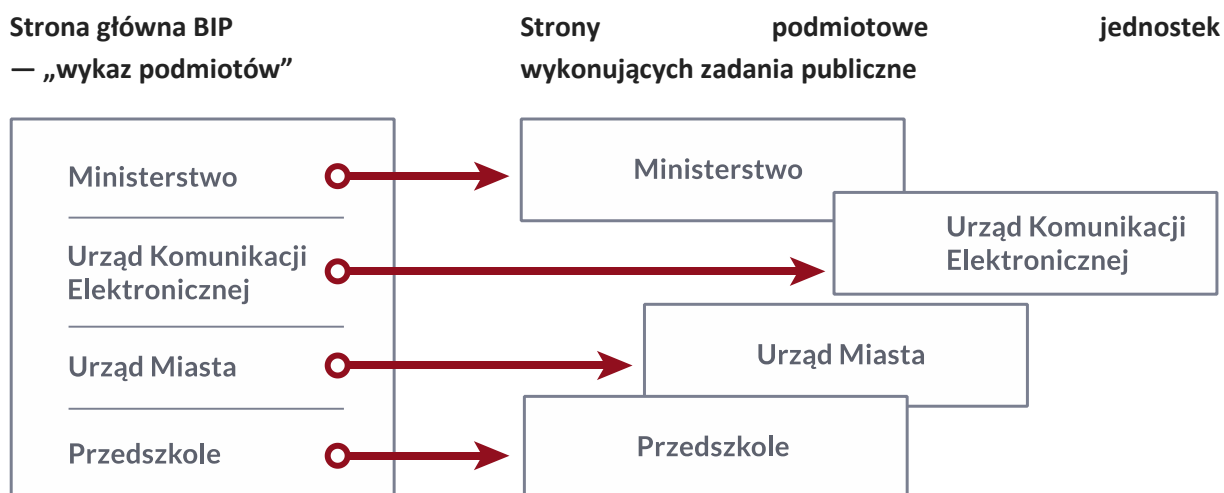 Strona główna BIP
— „wykaz podmiotów”
Strony podmiotowe jednostek
wykonujących zadania publiczne
Ministerstwo
Urząd Komunikacji
Elektronicznej
Urząd Miasta
Przedszkole
Ministerstwo
Urząd Komunikacji
Elektronicznej
Urząd Miasta
Przedszkole